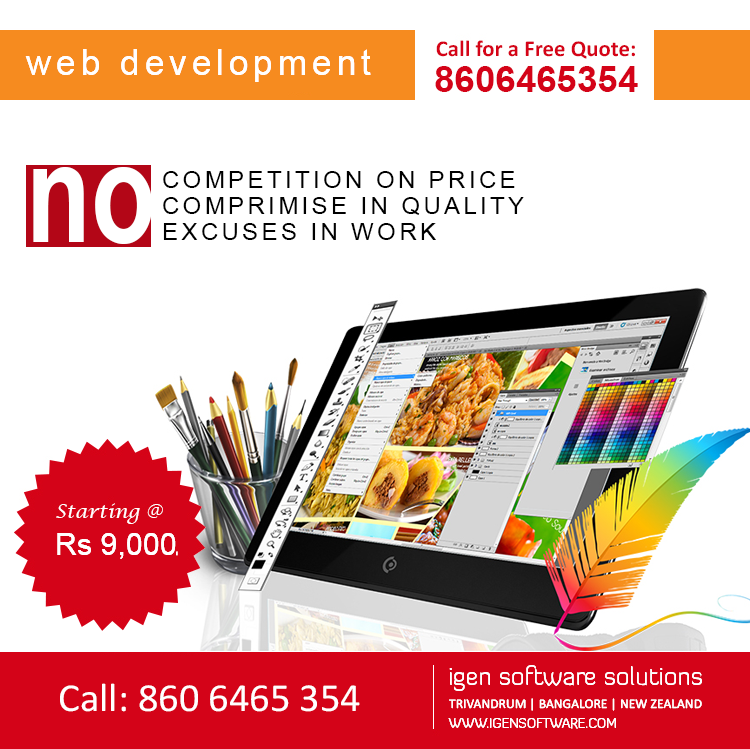 web development
Call for a Free Quote:
8606465354
no
COMPETITION ON PRICE
COMPRIMISE IN QUALITY
EXCUSES IN WORK
Starting @
Rs 9,000.
Call: 860 6465 354
igen software solutions
TRIVANDRUM | BANGALORE | NEW ZEALAND
WWW.IGENSOFTWARE.COM